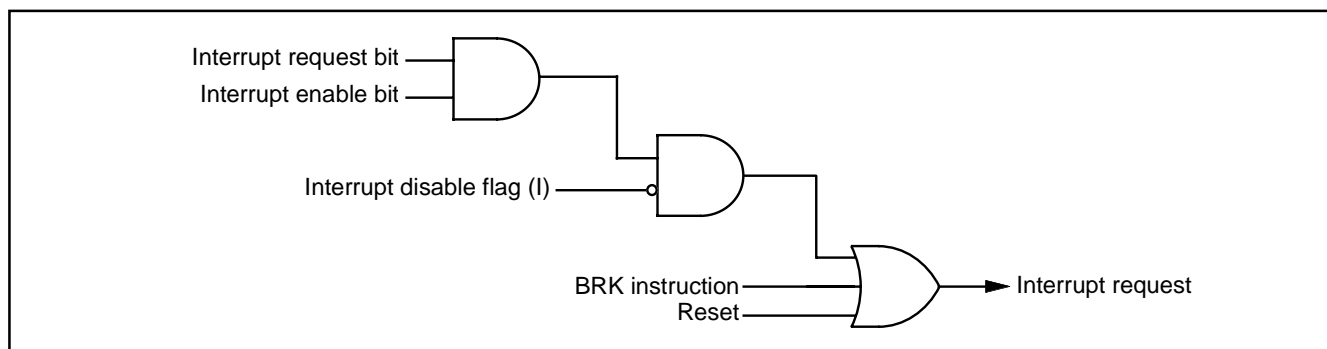 Interrupt request bit
Interrupt enable bit
Interrupt disable flag (I)
BRK instruction
Reset
Interrupt request